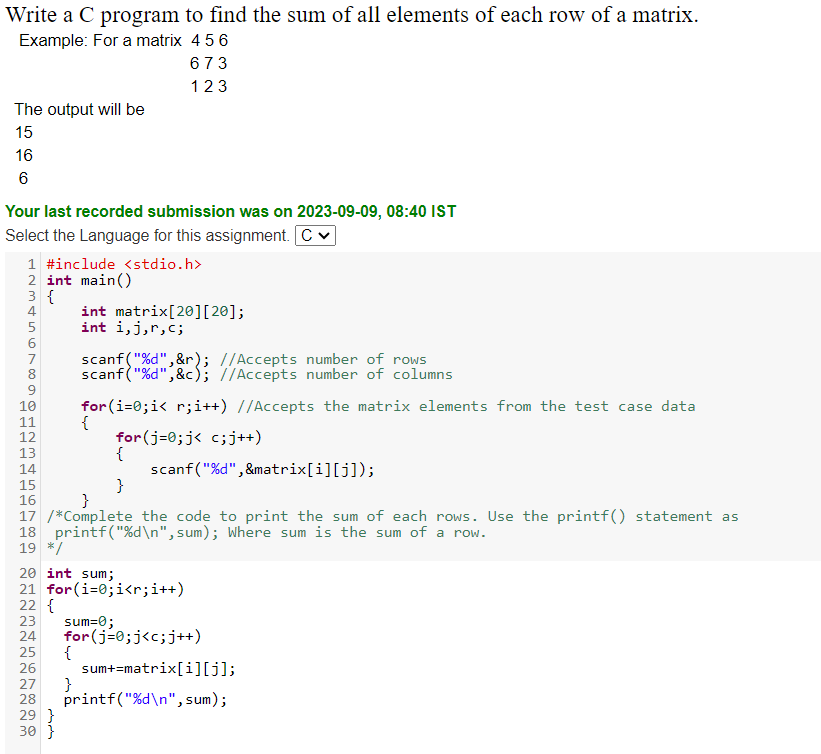 Write a C program to find the sum of all elements of each row of a matrix.
Example: For a matrix 4 5 6
6 7 3
1 2 3
The output will be
15
16
6
Your last recorded submission was on 2023-09-09, 08:40 IST
Select the Language for this assignment. C
1 #include <stdio.h>
2 int main()
3 {
4     int matrix[20][20];
5     int i,j,r,c;
6
7     scanf("%d",&r); //Accepts number of rows
8     scanf("%d",&c); //Accepts number of columns
9
10     for(i=0;i< r;i++) //Accepts the matrix elements from the test case data
11     {
12         for(j=0;j< c;j++)
13         {
14             scanf("%d",&matrix[i][j]);
15         }
16     }
17 /*Complete the code to print the sum of each rows. Use the printf() statement as
18  printf("%d\n",sum); Where sum is the sum of a row.
19 */
20 int sum;
21 for(i=0;i<r;i++)
22 {
23   sum=0;
24   for(j=0;j<c;j++)
25   {
26     sum+=matrix[i][j];
27   }
28   printf("%d\n",sum);
29 }
30 }